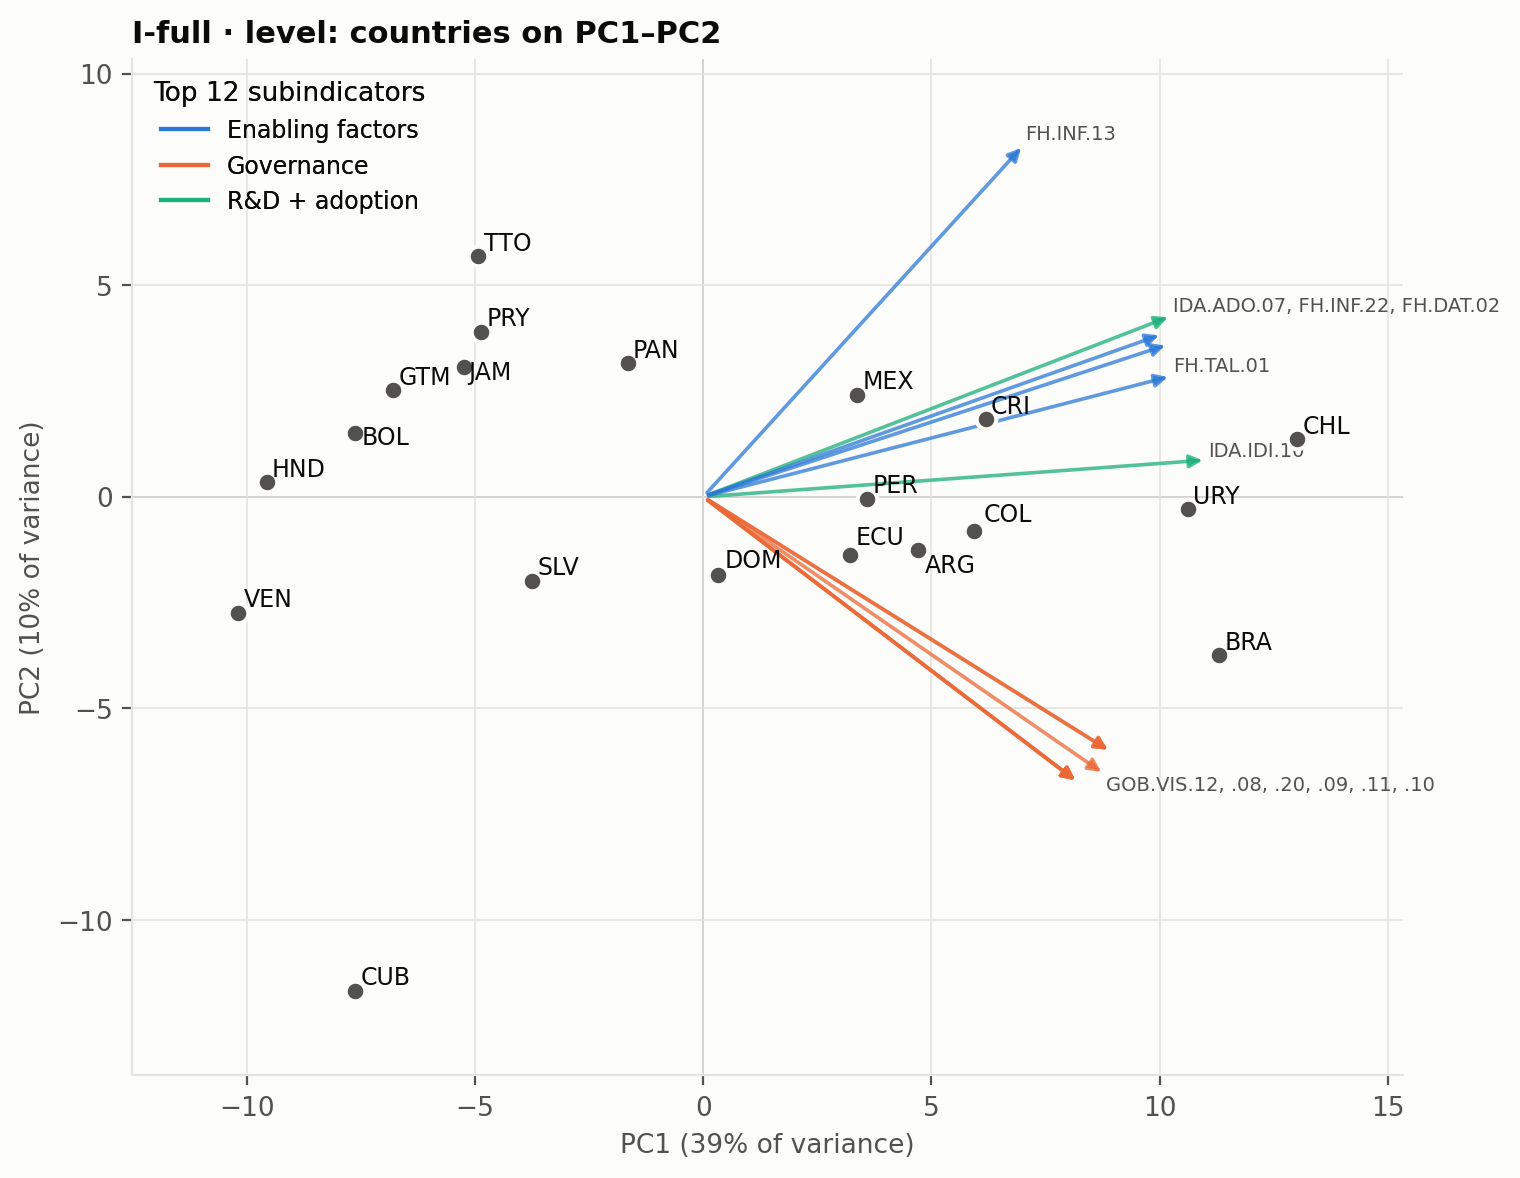 I-full · level: countries on PC1–PC2
10
Top 12 subindicators
Enabling factors
Governance
R&D + adoption
FH.INF.13
TTO
5
IDA.ADO.07, FH.INF.22, FH.DAT.02
PRY
PAN
FH.TAL.01
GTM
JAM
MEX
CRI
CHL
BOL
IDA.IDI.10
HND
PER
URY
0
COL
ECU
DOM
ARG
SLV
VEN
BRA
−5
GOB.VIS.12, .08, .20, .09, .11, .10
−10
CUB
−10
−5
0
5
10
15
PC1 (39% of variance)
PC2 (10% of variance)